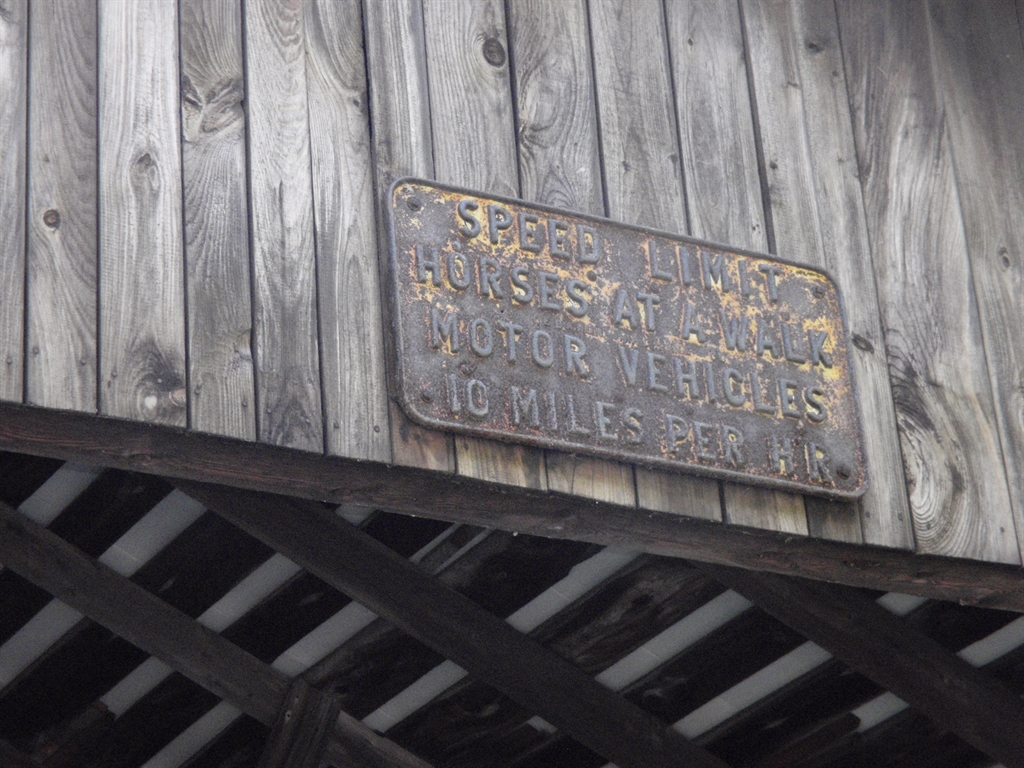 SPEED LIMIT
HORSES AT A WALK
MOTOR VEHICLES
10 MILES PER HR